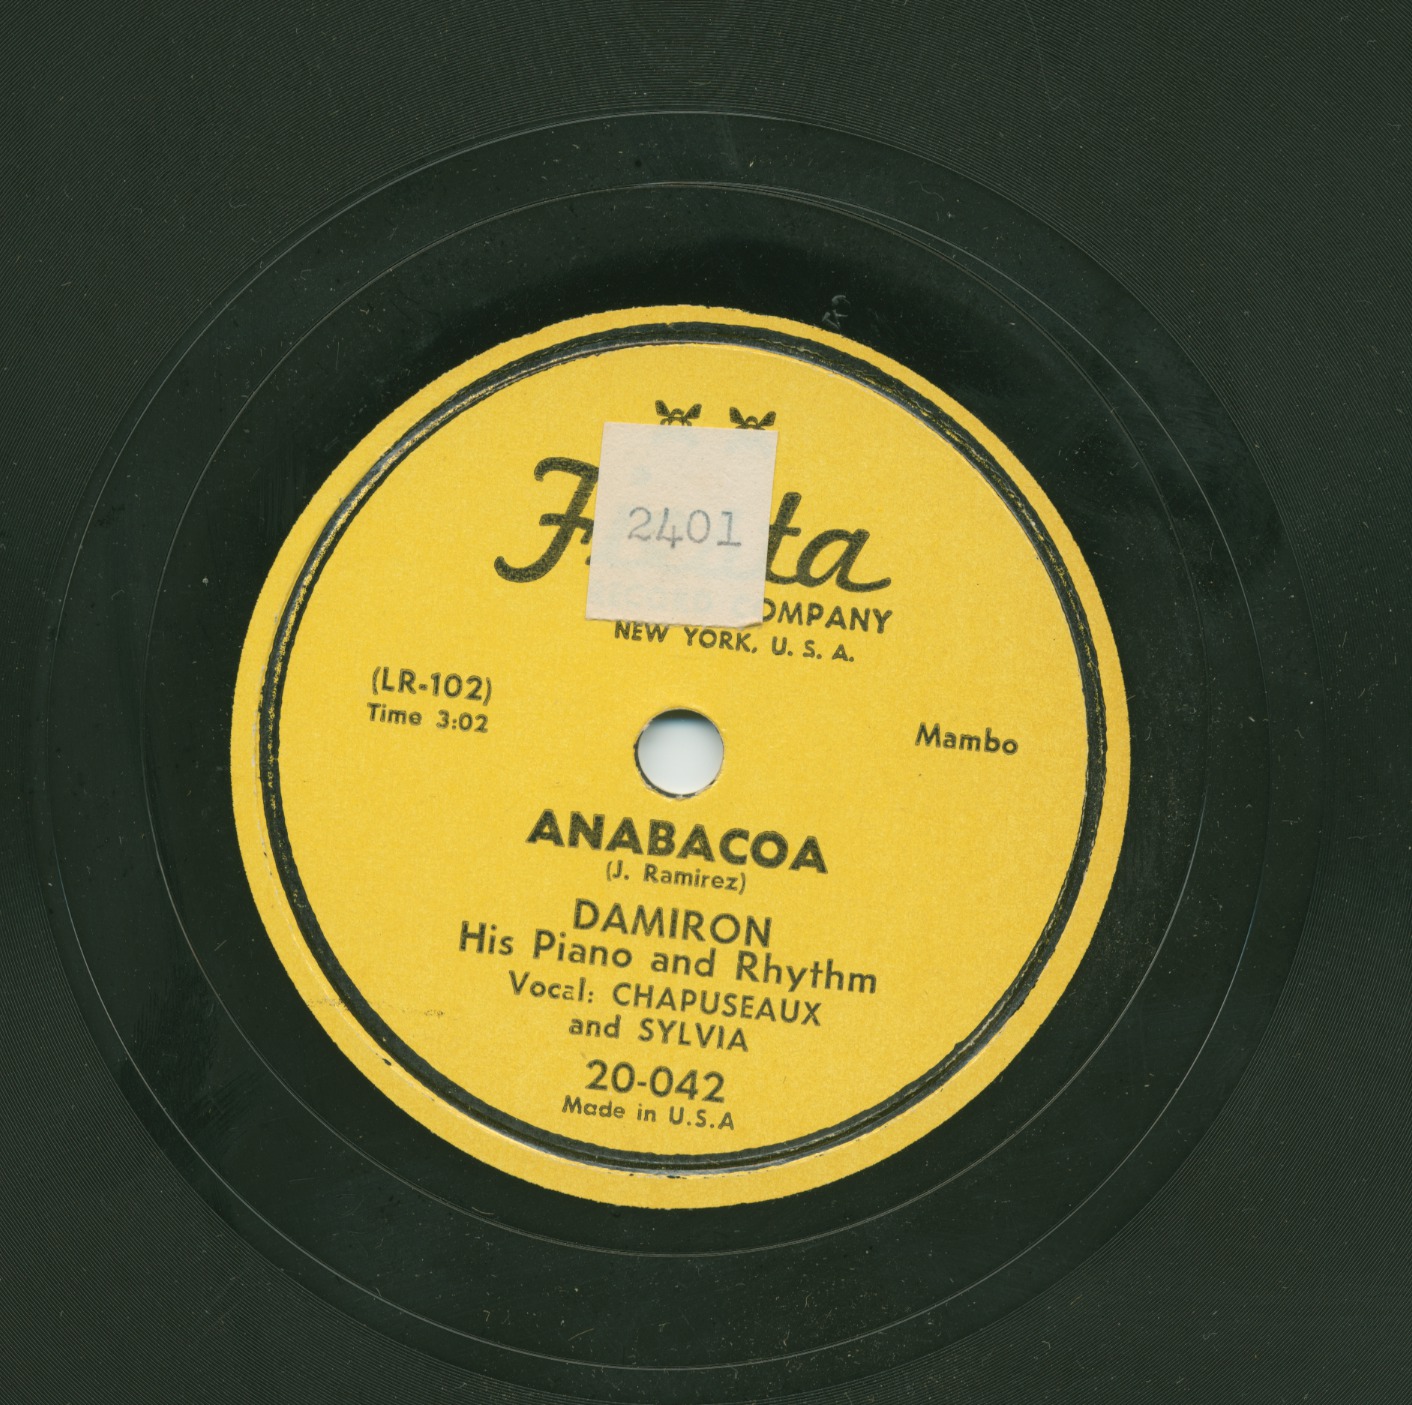 2401
COMPANY
NEW YORK, U. S. A.
(LR-102)
Time 3:02
Mambo
ANABACOA
(J. Ramirez)
DAMIRON
His Piano and Rhythm
Vocal: CHAPUSEAUX
and SYLVIA
20-042
Made in U.S.A